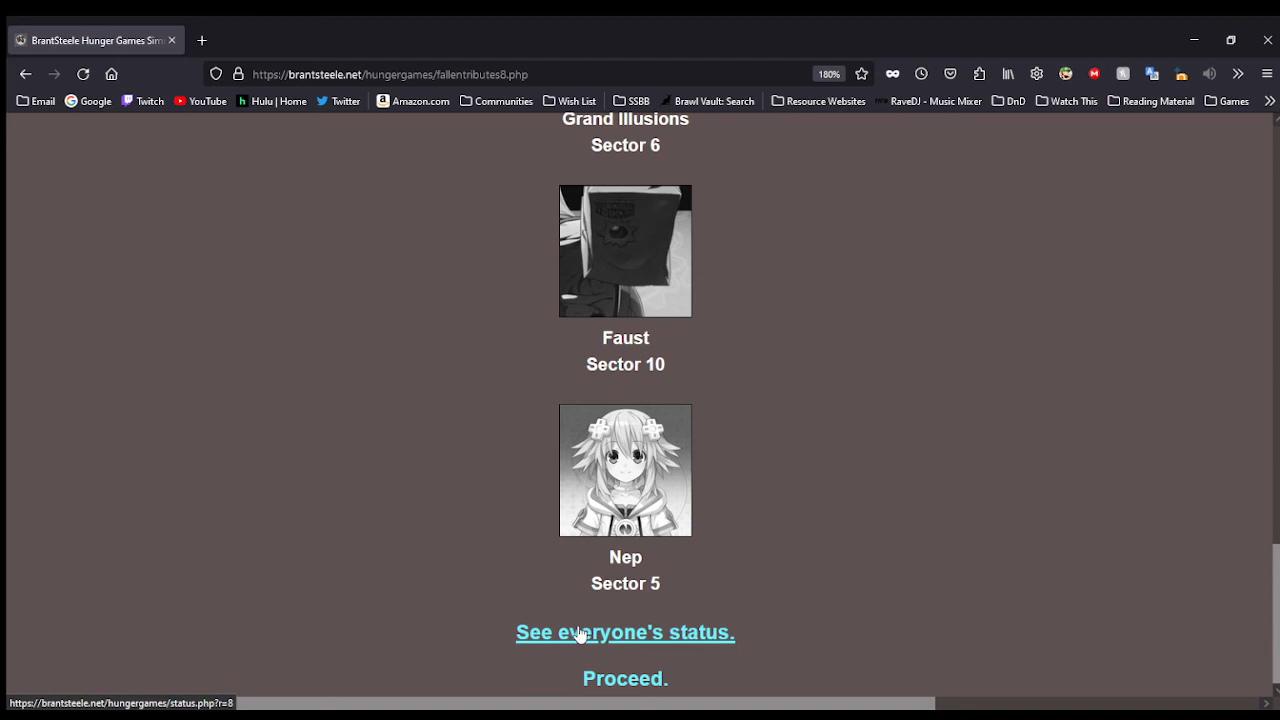 BrantSteele Hunger Games Sim
https://brantsteele.net/hungergames/fallentributes8.php
180%
Email
Google
Twitch
YouTube
Hulu | Home
Twitter
Amazon.com
Communities
Wish List
SSBB
Brawl Vault: Search
Resource Websites
RaveDJ - Music Mixer
DnD
Watch This
Reading Material
Games
Grand Illusions
Sector 6
Faust
Sector 10
Nep
Sector 5
See everyone's status.
Proceed.
https://brantsteele.net/hungergames/status.php?r=8